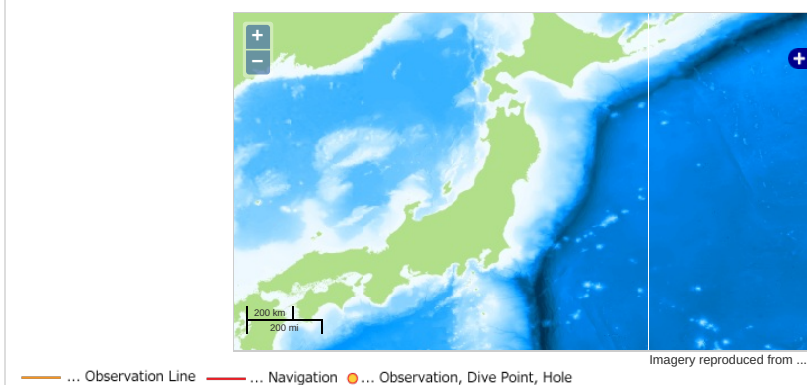 +
−
+
200 km
200 mi
Imagery reproduced from ...
... Observation Line ... Navigation ... Observation, Dive Point, Hole